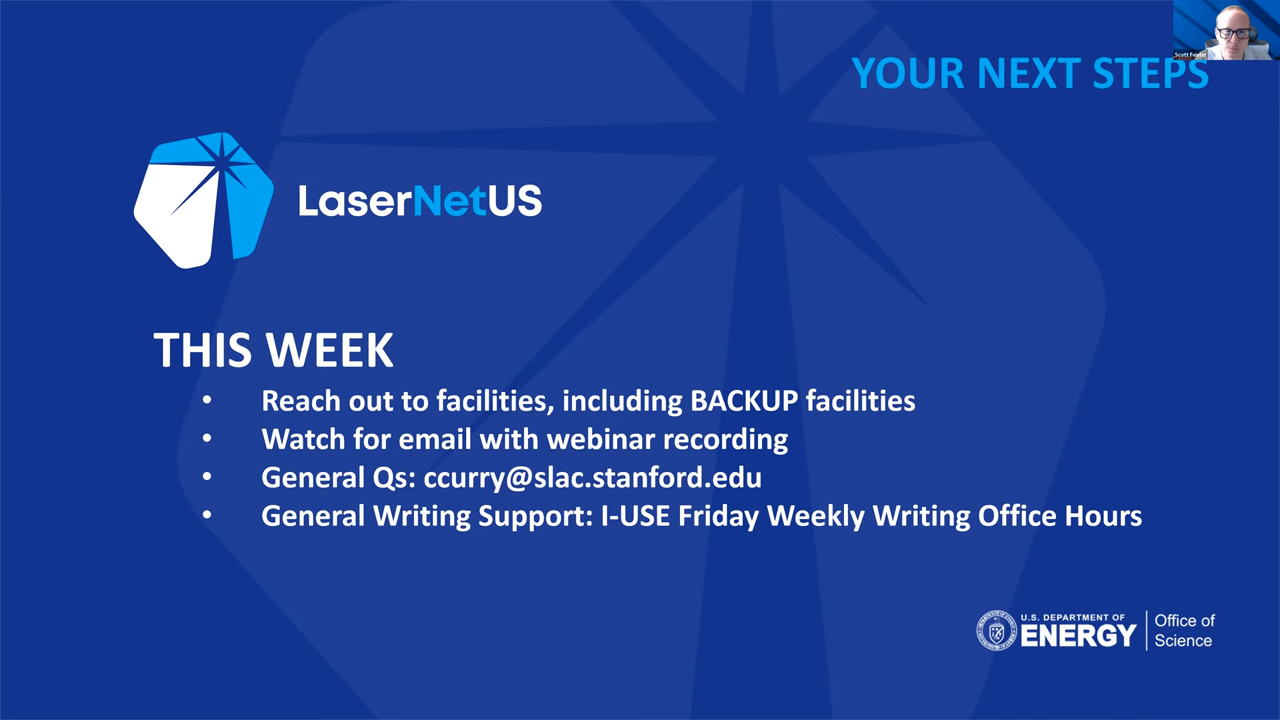 YOUR NEXT STEPS
LaserNetUS
THIS WEEK
• Reach out to facilities, including BACKUP facilities
• Watch for email with webinar recording
• General Qs: ccurry@slac.stanford.edu
• General Writing Support: I-USE Friday Weekly Writing Office Hours
U.S. DEPARTMENT OF
ENERGY
Office of
Science
Scott